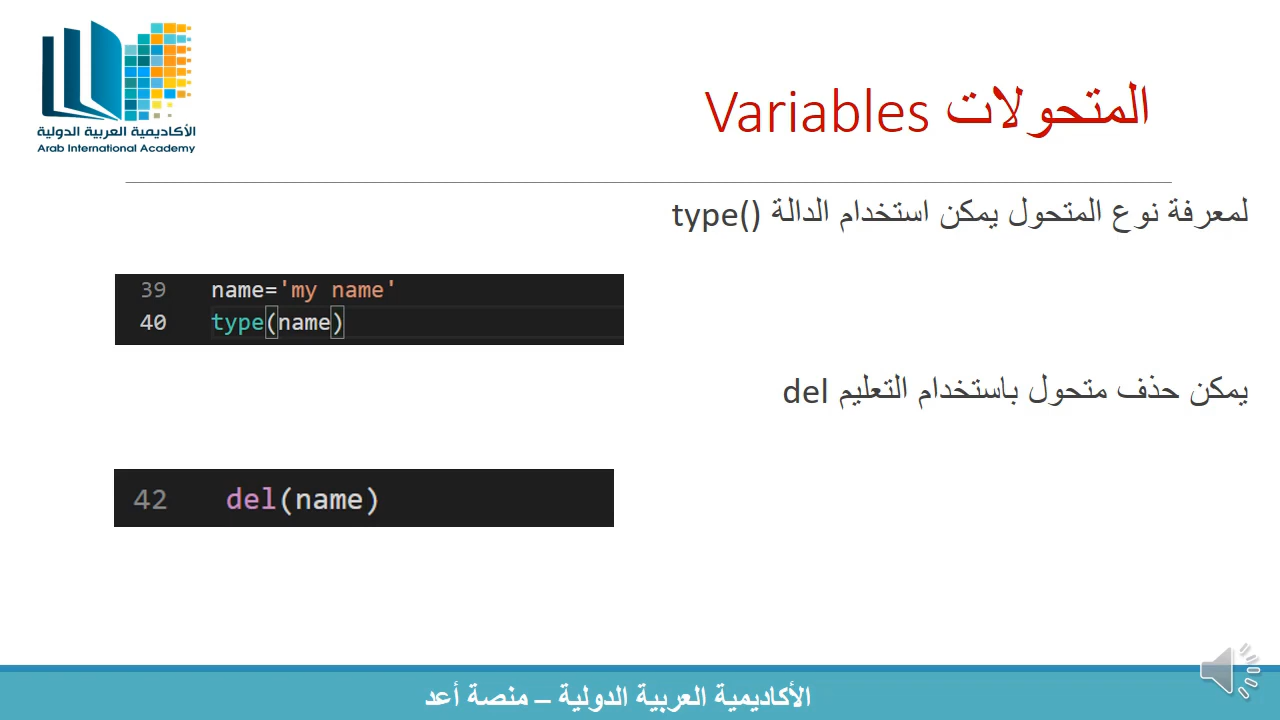 الأكاديمية العربية الدولية
Arab International Academy
المتحولات Variables
لمعرفة نوع المتحول يمكن استخدام الدالة type()
39 name='my name'
40 type(name)
يمكن حذف متحول باستخدام التعليم del
42 del(name)
الأكاديمية العربية الدولية – منصة أعد